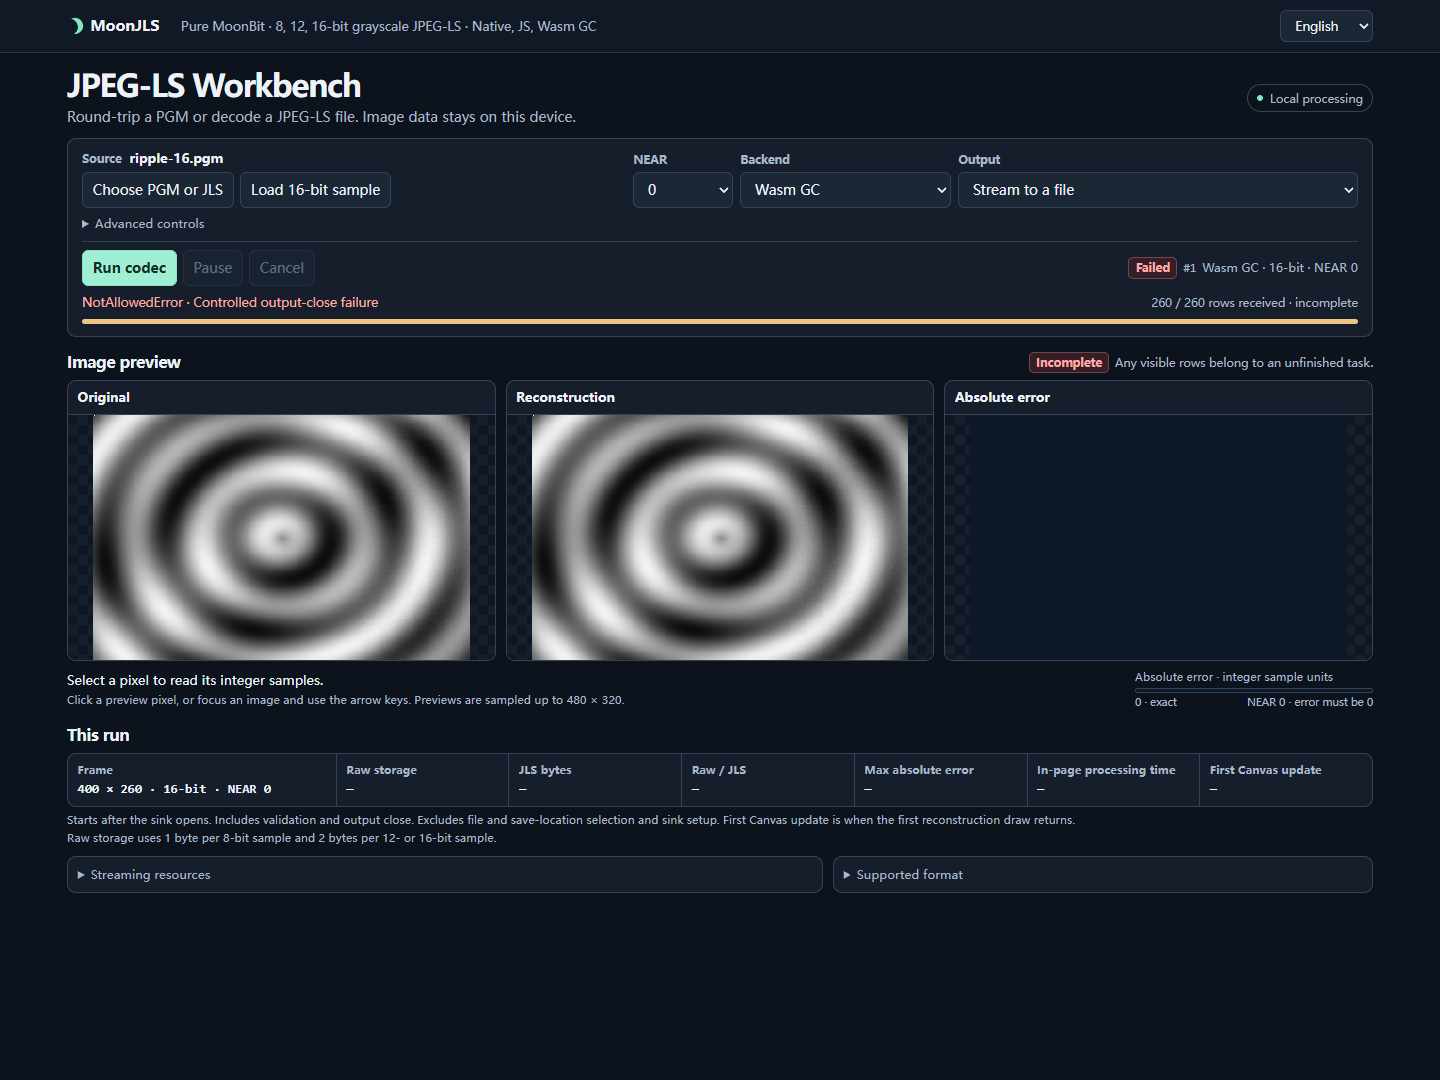 MoonJLS Pure MoonBit · 8, 12, 16-bit grayscale JPEG-LS · Native, JS, Wasm GC English
JPEG-LS Workbench
Round-trip a PGM or decode a JPEG-LS file. Image data stays on this device.
Local processing
Source ripple-16.pgm
Choose PGM or JLS Load 16-bit sample
NEAR
0
Backend
Wasm GC
Output
Stream to a file
Advanced controls
Run codec Pause Cancel
Failed #1 Wasm GC · 16-bit · NEAR 0
NotAllowedError · Controlled output-close failure
260 / 260 rows received · incomplete
Image preview
Incomplete Any visible rows belong to an unfinished task.
Original
Reconstruction
Absolute error
Select a pixel to read its integer samples.
Click a preview pixel, or focus an image and use the arrow keys. Previews are sampled up to 480 × 320.
Absolute error · integer sample units
0 · exact NEAR 0 · error must be 0
This run
Frame
400 × 260 · 16-bit · NEAR 0
Raw storage
—
JLS bytes
—
Raw / JLS
—
Max absolute error
—
In-page processing time
—
First Canvas update
—
Starts after the sink opens. Includes validation and output close. Excludes file and save-location selection and sink setup. First Canvas update is when the first reconstruction draw returns.
Raw storage uses 1 byte per 8-bit sample and 2 bytes per 12- or 16-bit sample.
Streaming resources
Supported format